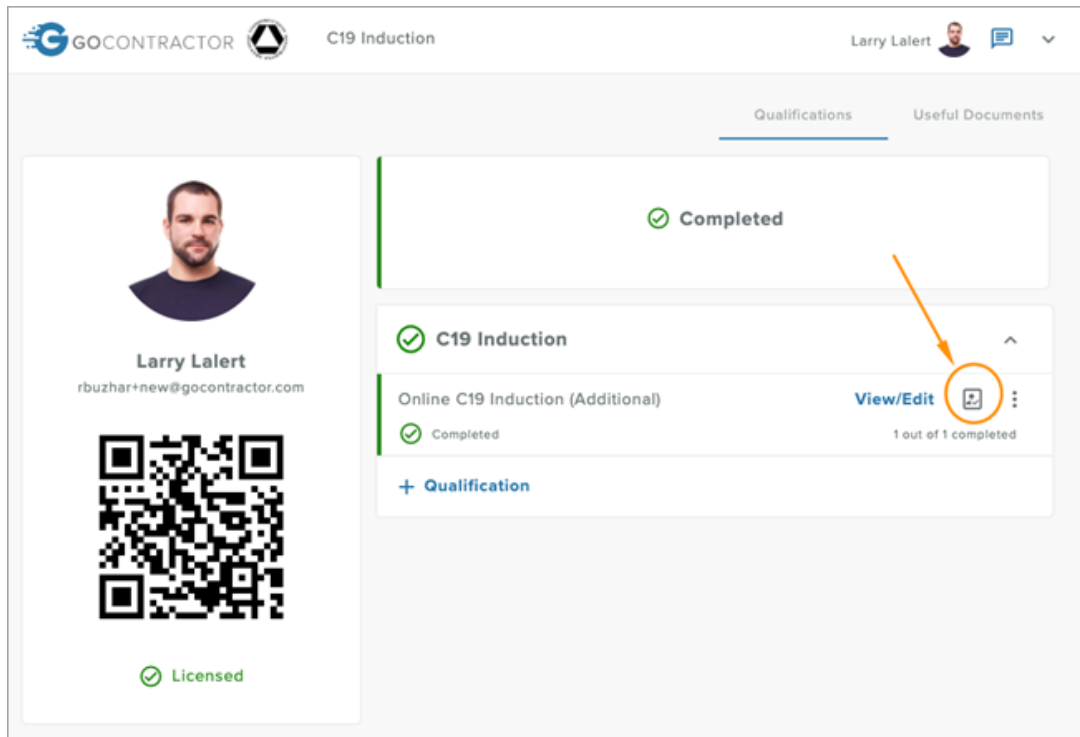 GOCONTRACTOR
C19 Induction
Larry Lalert
Qualifications
Useful Documents
Larry Lalert
rbuzhar+new@gocontractor.com
Licensed
Completed
C19 Induction
Online C19 Induction (Additional)
View/Edit
Completed
1 out of 1 completed
+ Qualification